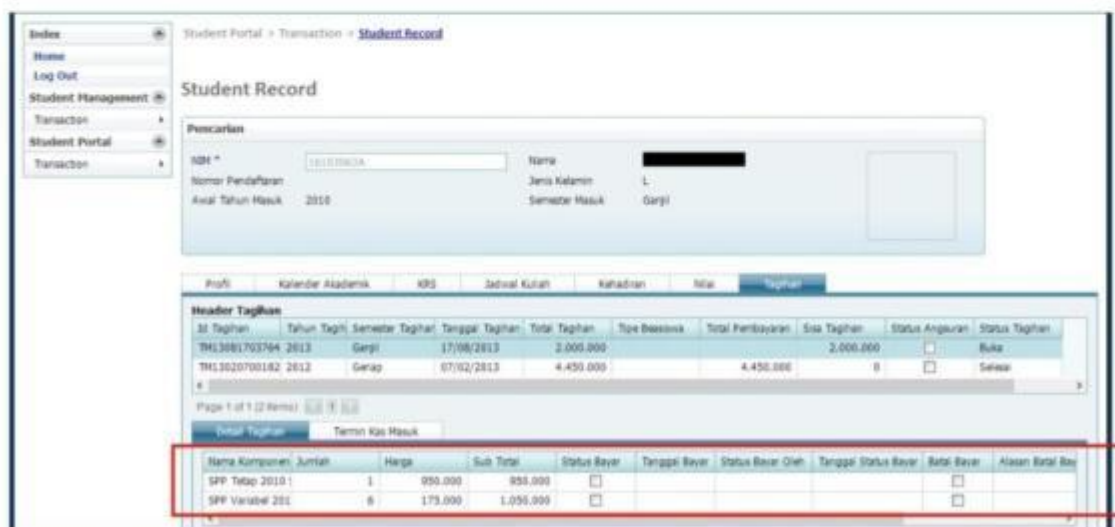 Index
Home
Log Out
Student Management
Transaction
Student Portal
Transaction
Student Portal > Transaction > Student Record
Student Record
Pencarian
NIM *
Nama
Nomor Pendaftaran
Jenis Kelamin L
Awal Tahun Masuk 2010
Semester Masuk Ganjil
Profil Kalender Akademik KRS Jadwal Kuliah Kehadiran Nilai Tagihan
Header Tagihan
Id Tagihan Tahun Tagih Semester Tagihan Tanggal Tagihan Total Tagihan Tipe Beasiswa Total Pembayaran Sisa Tagihan Status Angsuran Status Tagihan
TM13081703764 2013 Ganjil 17/08/2013 2.000.000 2.000.000 Buka
TM13020700182 2012 Genap 07/02/2013 4.450.000 4.450.000 0 Selesai
Page 1 of 1 (2 items) 1
Detail Tagihan Termin Kas Masuk
Nama Komponen Jumlah Harga Sub Total Status Bayar Tanggal Bayar Status Bayar Oleh Tanggal Status Bayar Batal Bayar Alasan Batal Bay
SPP Tetap 2010 1 950.000 950.000
SPP Variabel 201 6 175.000 1.050.000